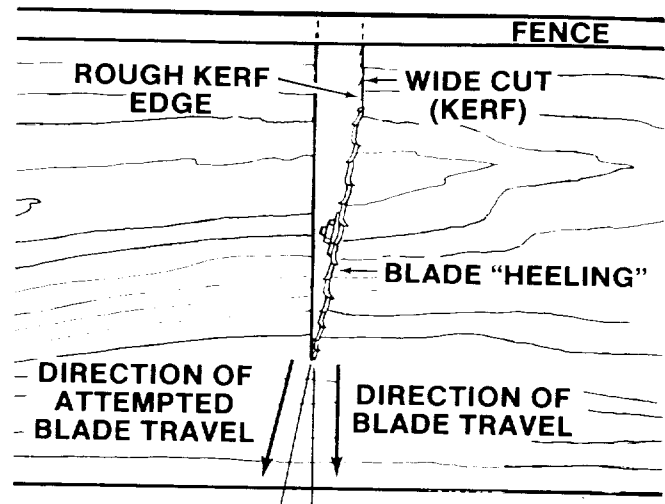 FENCE
ROUGH KERF
EDGE
WIDE CUT
(KERF)
BLADE “HEELING”
DIRECTION OF
ATTEMPTED
BLADE TRAVEL
DIRECTION OF
BLADE TRAVEL